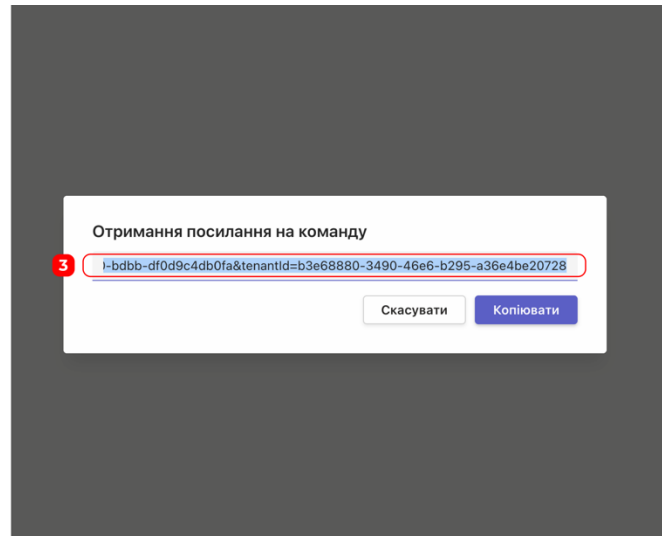 Отримання посилання на команду
3
-bdbb-df0d9c4db0fa&tenantId=b3e68880-3490-46e6-b295-a36e4be20728
Скасувати Копіювати